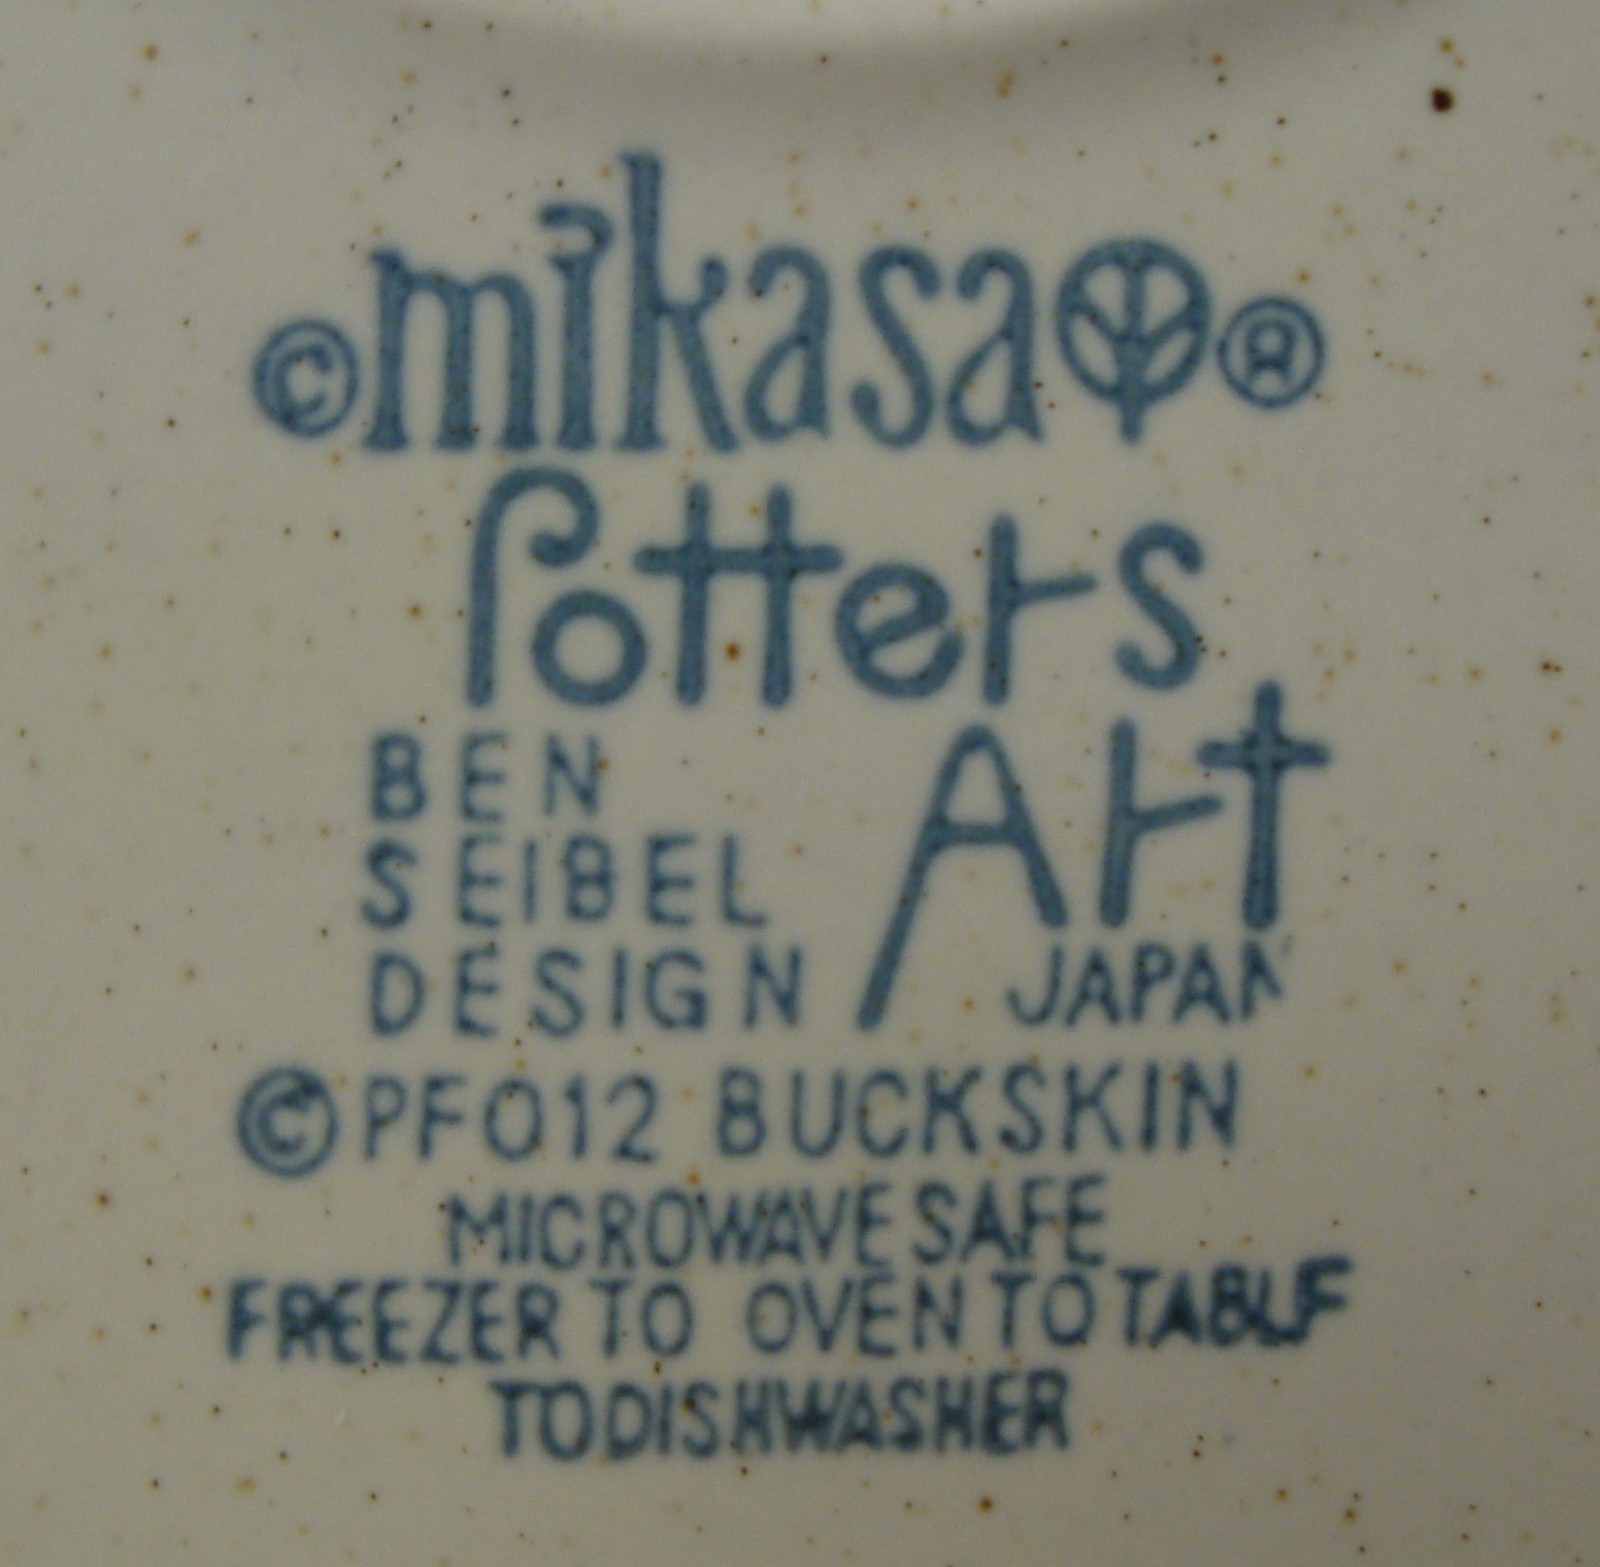 © mikasa ®
Potters
Art
BEN
SEIBEL
DESIGN
JAPAN
© PF012 BUCKSKIN
MICROWAVE SAFE
FREEZER TO OVEN TO TABLE
TO DISHWASHER